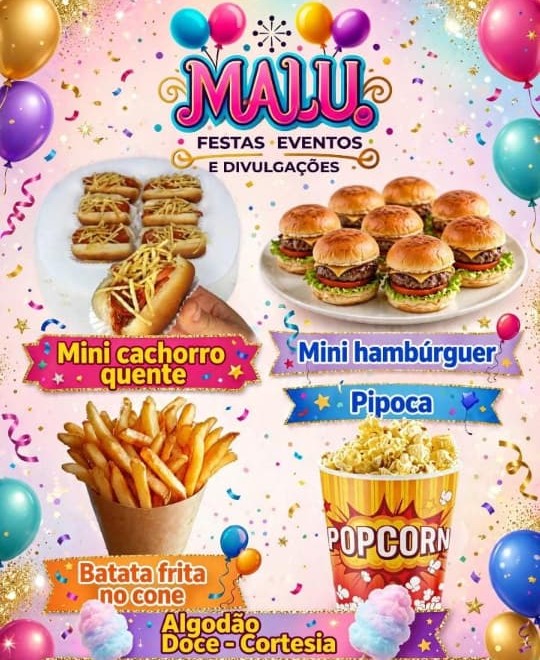 MALU
FESTAS EVENTOS
E DIVULGAÇÕES
Mini cachorro
quente
Mini hambúrguer
Pipoca
POPCORN
Batata frita
no cone
Algodão
Doce - Cortesia